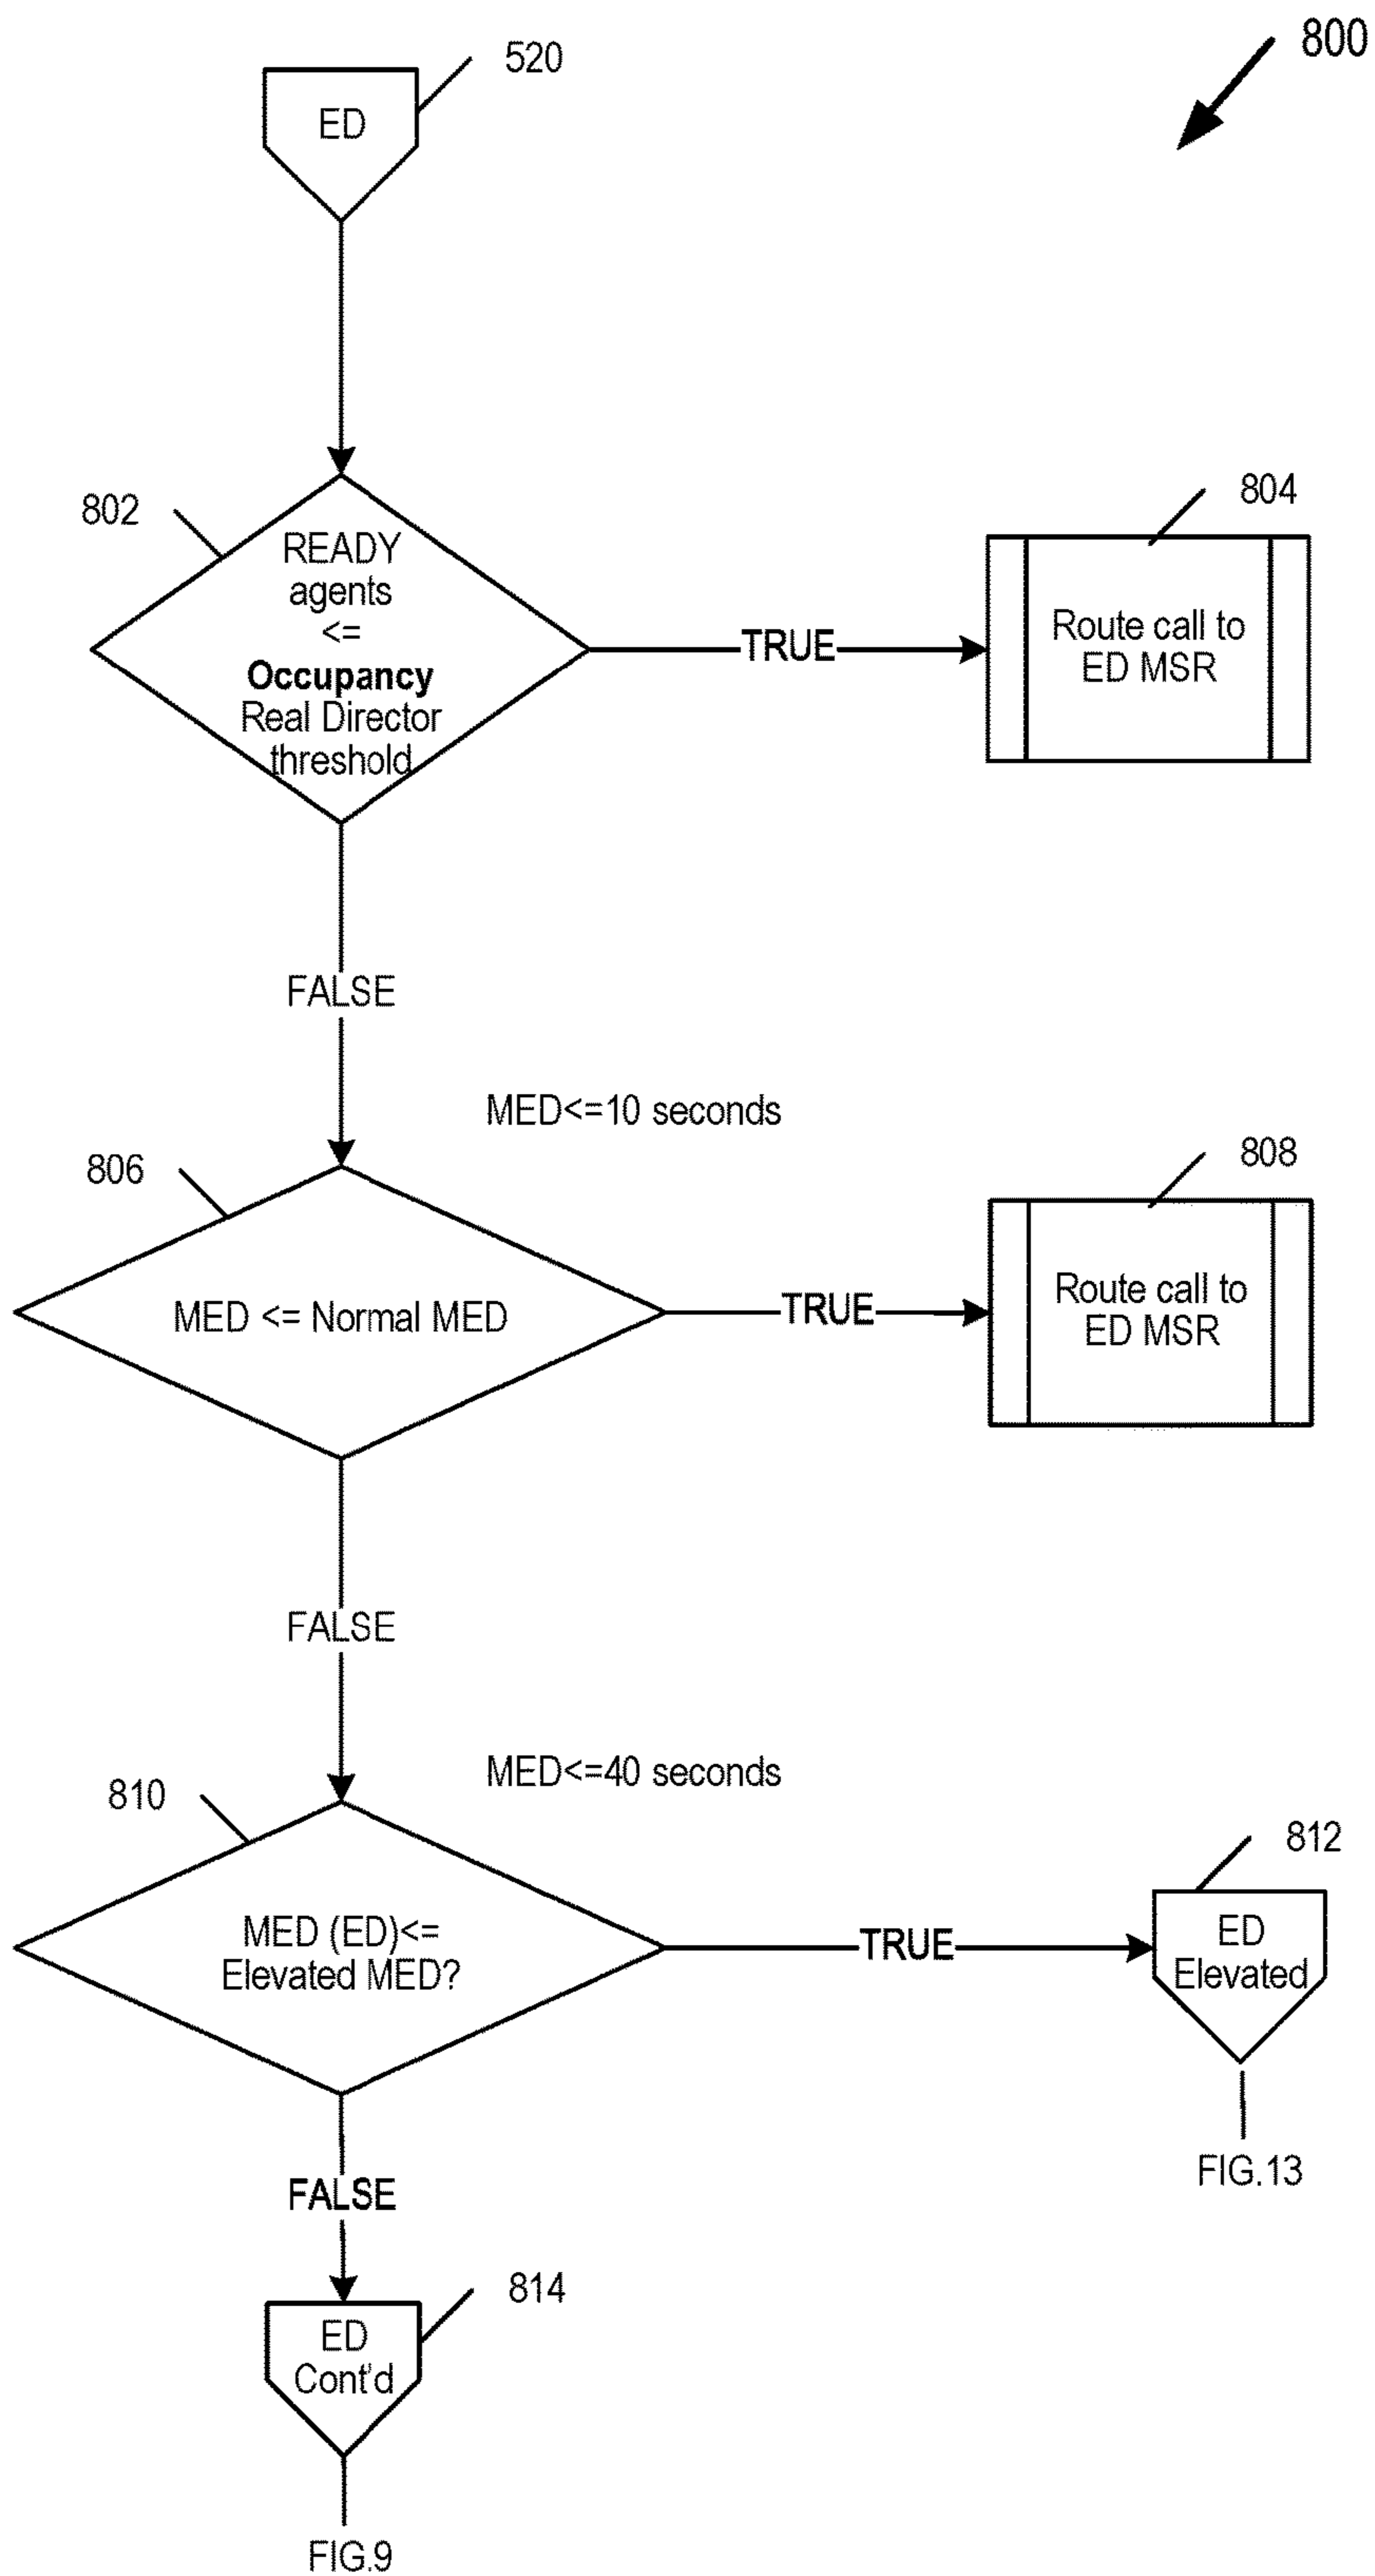 800
520
ED
802
READY
agents
<=
Occupancy
Real Director
threshold
TRUE
804
Route call to
ED MSR
FALSE
MED<=10 seconds
806
MED <= Normal MED
TRUE
808
Route call to
ED MSR
FALSE
MED<=40 seconds
810
MED (ED)<=
Elevated MED?
TRUE
812
ED
Elevated
FIG.13
FALSE
814
ED
Cont'd
FIG.9